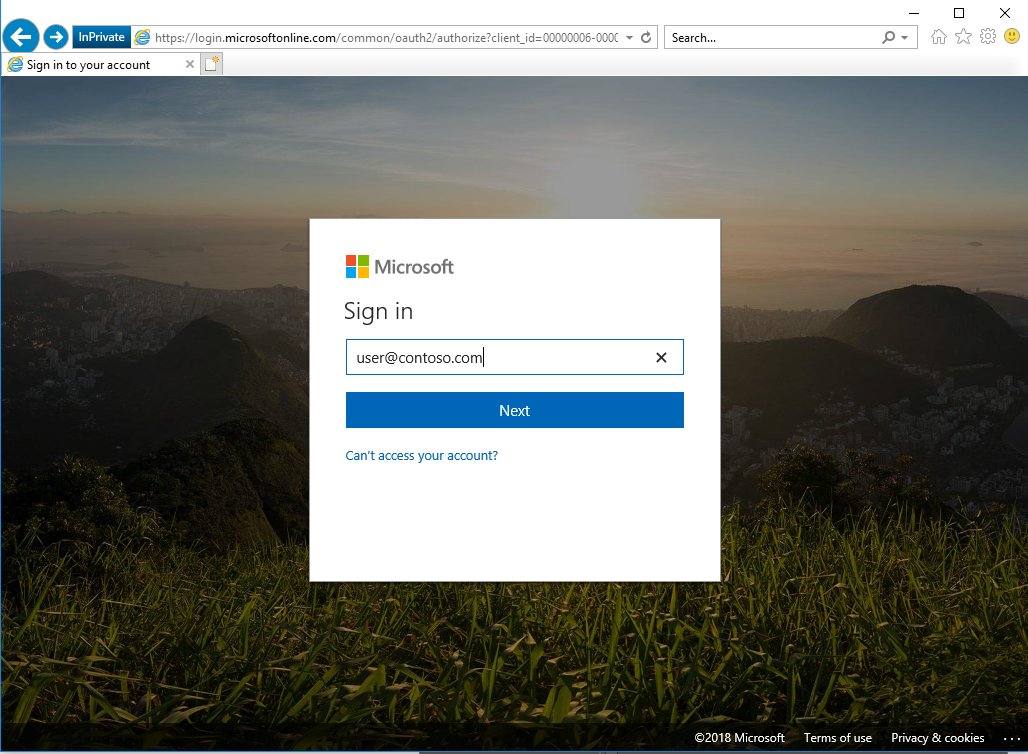 InPrivate
https://login.microsoftonline.com/common/oauth2/authorize?client_id=00000006-0000
Search...
Sign in to your account
Microsoft
Sign in
user@contoso.com
Next
Can't access your account?
©2018 Microsoft Terms of use Privacy & cookies ...